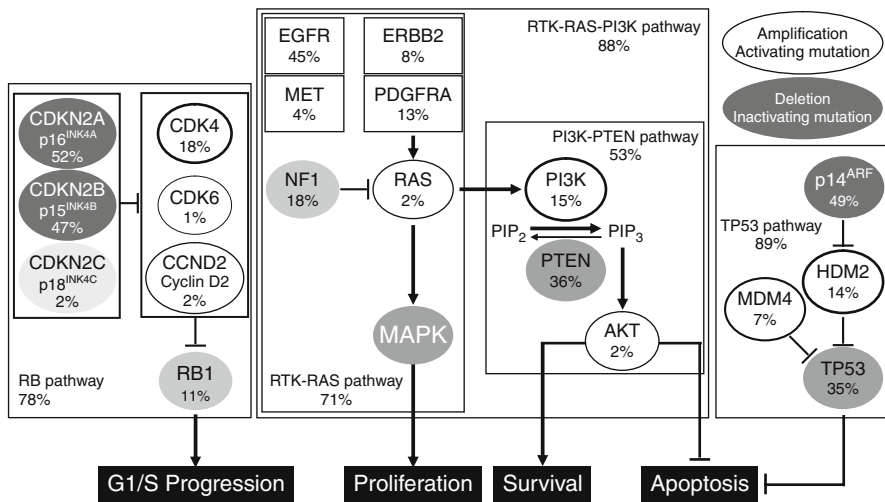 RTK-RAS-PI3K pathway
88%
EGFR
45%
ERBB2
8%
MET
4%
PDGFRA
13%
Amplification
Activating mutation
Deletion
Inactivating mutation
CDKN2A
p16INK4A
52%
CDKN2B
p15INK4B
47%
CDKN2C
p18INK4C
2%
CDK4
18%
CDK6
1%
CCND2
Cyclin D2
2%
RB1
11%
RB pathway
78%
NF1
18%
RAS
2%
MAPK
RTK-RAS pathway
71%
PI3K-PTEN pathway
53%
PI3K
15%
PIP2
PIP3
PTEN
36%
AKT
2%
p14ARF
49%
TP53 pathway
89%
HDM2
14%
MDM4
7%
TP53
35%
G1/S Progression
Proliferation
Survival
Apoptosis